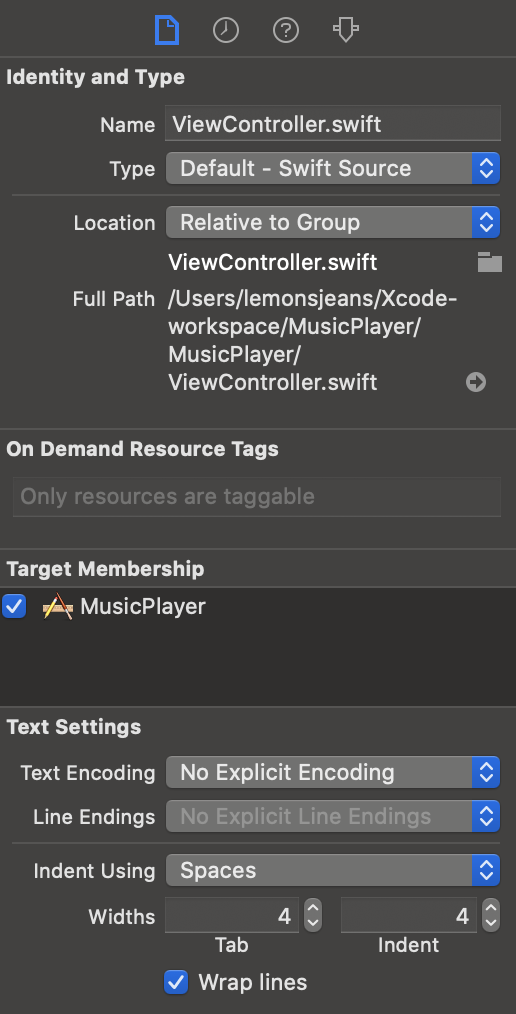 Identity and Type
Name ViewController.swift
Type Default - Swift Source
Location Relative to Group
ViewController.swift
Full Path /Users/lemonsjeans/Xcode-
workspace/MusicPlayer/
MusicPlayer/
ViewController.swift
On Demand Resource Tags
Only resources are taggable
Target Membership
MusicPlayer
Text Settings
Text Encoding No Explicit Encoding
Line Endings No Explicit Line Endings
Indent Using Spaces
Widths 4 4
Tab Indent
Wrap lines